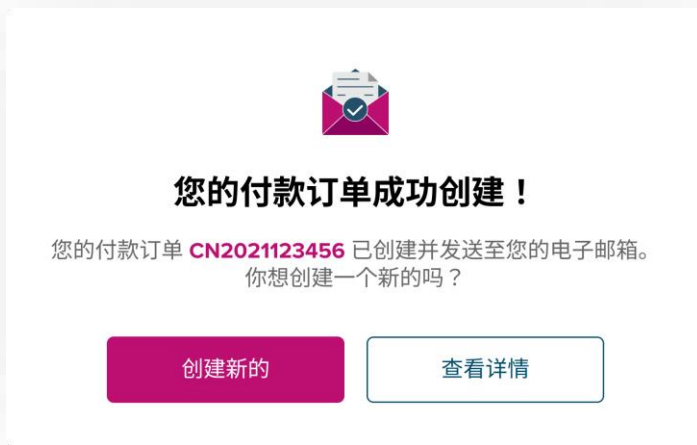 您的付款订单成功创建！
您的付款订单 CN2021123456 已创建并发送至您的电子邮箱。
你想创建一个新的吗？
创建新的
查看详情